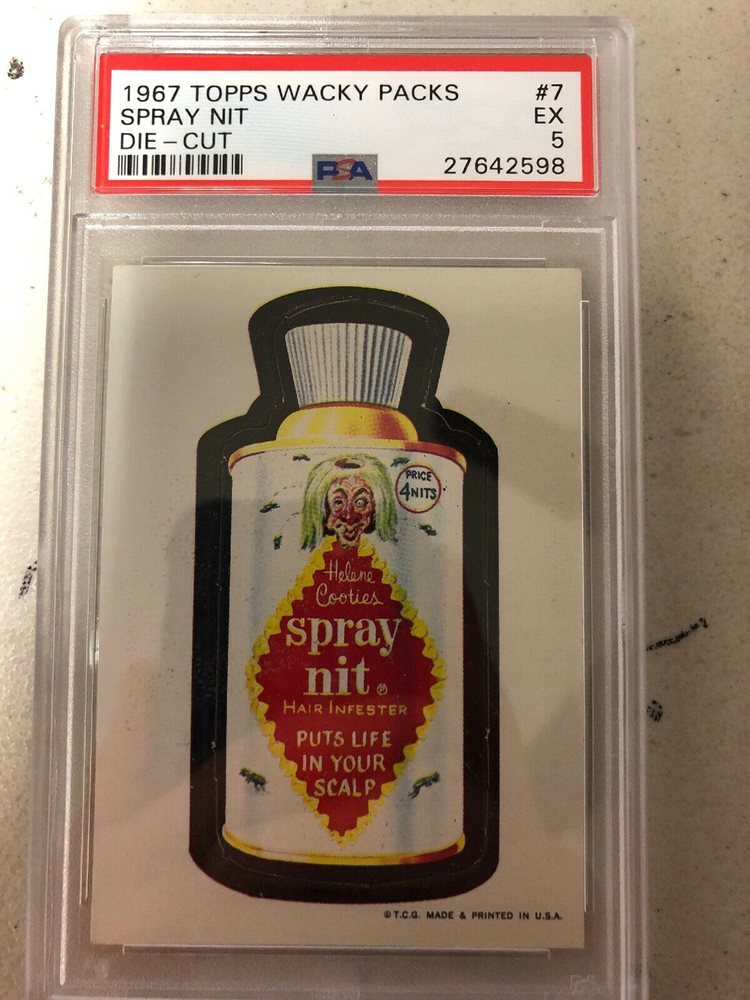 1967 TOPPS WACKY PACKS #7
SPRAY NIT EX
DIE-CUT 5
PSA 27642598
PRICE
4 NITS
Helene
Cooties
spray
nit ®
HAIR INFESTER
PUTS LIFE
IN YOUR
SCALP
© T.C.G. MADE & PRINTED IN U.S.A.